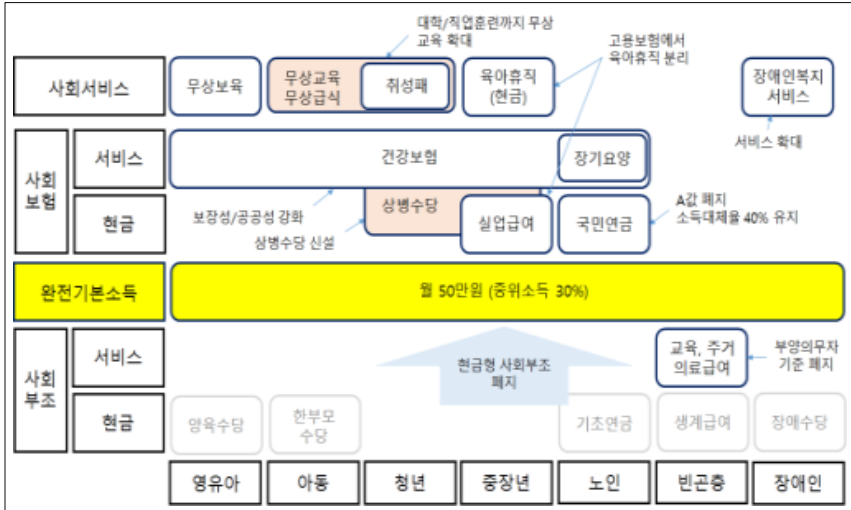 대학/직업훈련까지 무상
교육 확대
고용보험에서
육아휴직 분리
사회서비스
무상보육
무상교육
무상급식
취성패
육아휴직
(현금)
장애인복지
서비스
서비스 확대
사회
보험
서비스
건강보험
장기요양
현금
보장성/공공성 강화
상병수당 신설
상병수당
실업급여
국민연금
A값 폐지
소득대체율 40% 유지
완전기본소득
월 50만원 (중위소득 30%)
사회
부조
서비스
현금형 사회부조
폐지
교육, 주거
의료급여
부양의무자
기준 폐지
현금
양육수당
한부모
수당
기초연금
생계급여
장애수당
영유아
아동
청년
중장년
노인
빈곤층
장애인